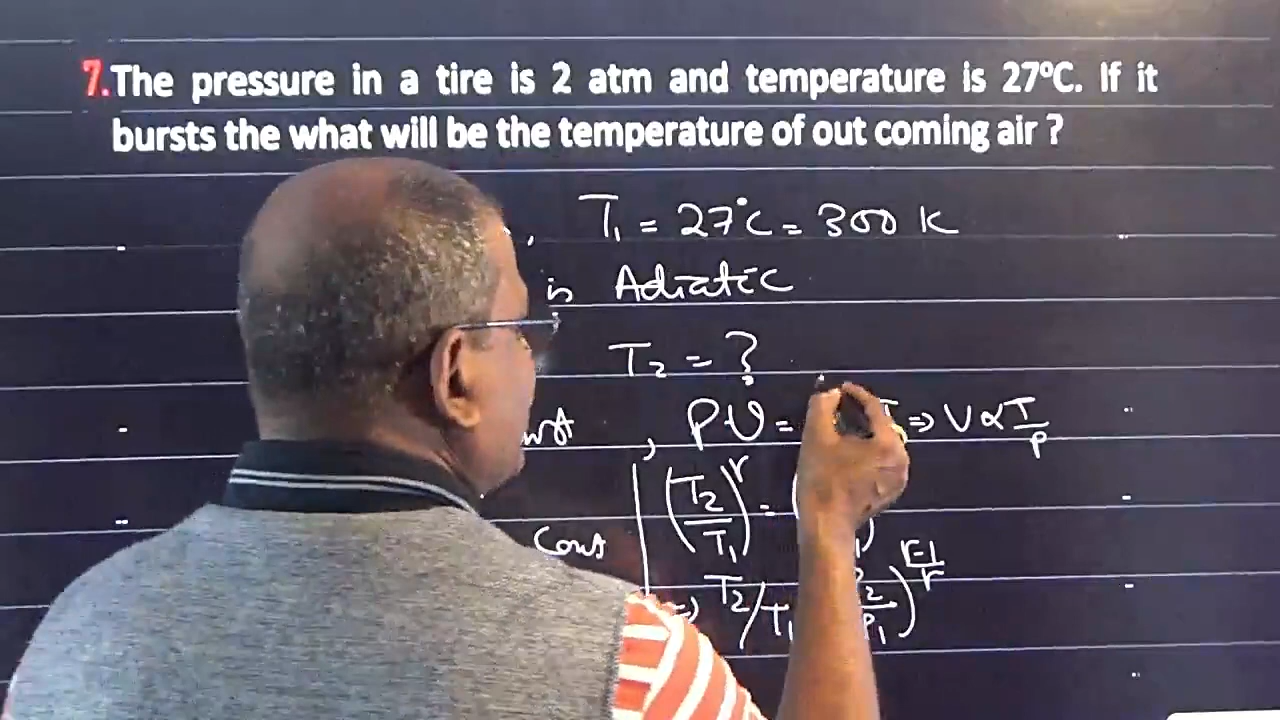 7.The pressure in a tire is 2 atm and temperature is 27ºC. If it
bursts the what will be the temperature of out coming air ?
, T₁ = 27°C = 300 K
is Adiatic
T₂ = ?
, PV = ⇒ V ∝ T/P
(T₂/T₁)^r =
Cons
⇒ T₂/T₁ P₁)^(r-1/r)